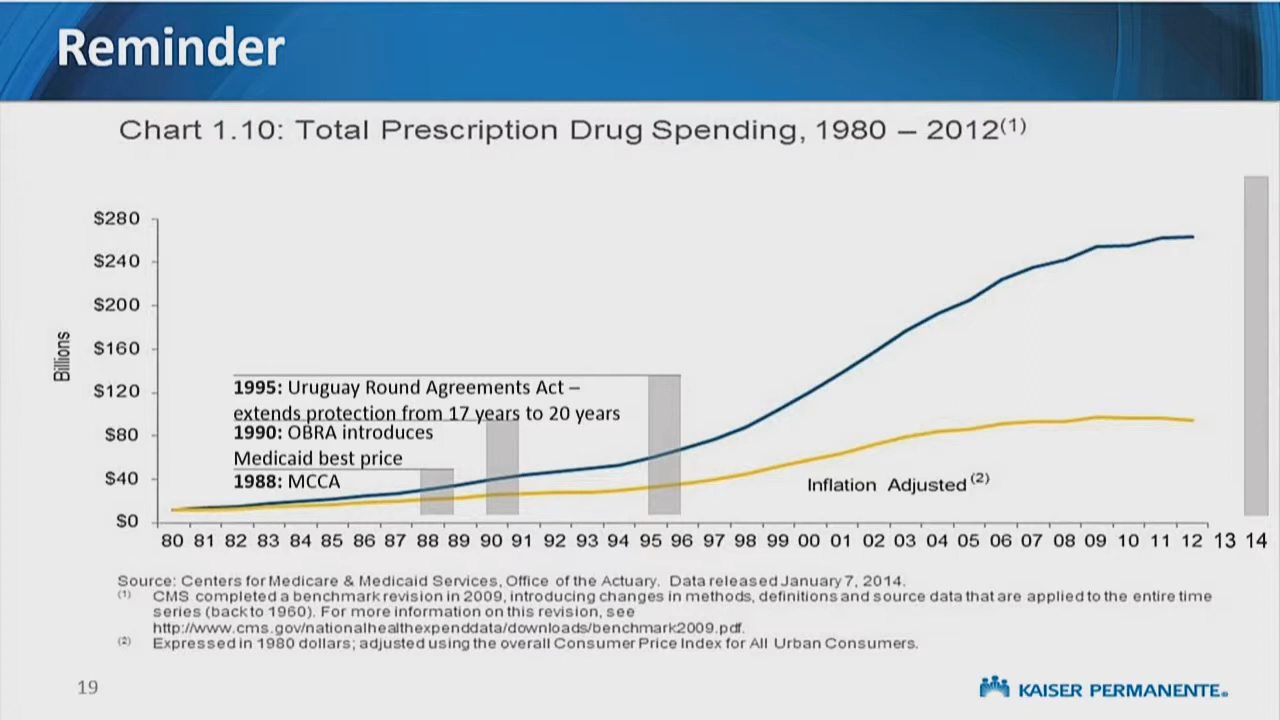 Reminder
Chart 1.10: Total Prescription Drug Spending, 1980 – 2012(1)
$280
$240
$200
$160
$120
$80
$40
$0
Billions
1995: Uruguay Round Agreements Act –
extends protection from 17 years to 20 years
1990: OBRA introduces
Medicaid best price
1988: MCCA
Inflation Adjusted (2)
80 81 82 83 84 85 86 87 88 89 90 91 92 93 94 95 96 97 98 99 00 01 02 03 04 05 06 07 08 09 10 11 12 13 14
Source: Centers for Medicare & Medicaid Services, Office of the Actuary. Data released January 7, 2014.
(1) CMS completed a benchmark revision in 2009, introducing changes in methods, definitions and source data that are applied to the entire time
series (back to 1960). For more information on this revision, see
http://www.cms.gov/nationalhealthexpenddata/downloads/benchmark2009.pdf.
(2) Expressed in 1980 dollars; adjusted using the overall Consumer Price Index for All Urban Consumers.
19
KAISER PERMANENTE®